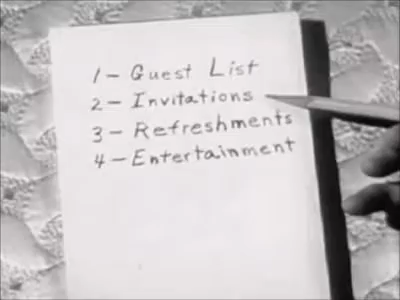 1 - Guest List
2 - Invitations
3 - Refreshments
4 - Entertainment